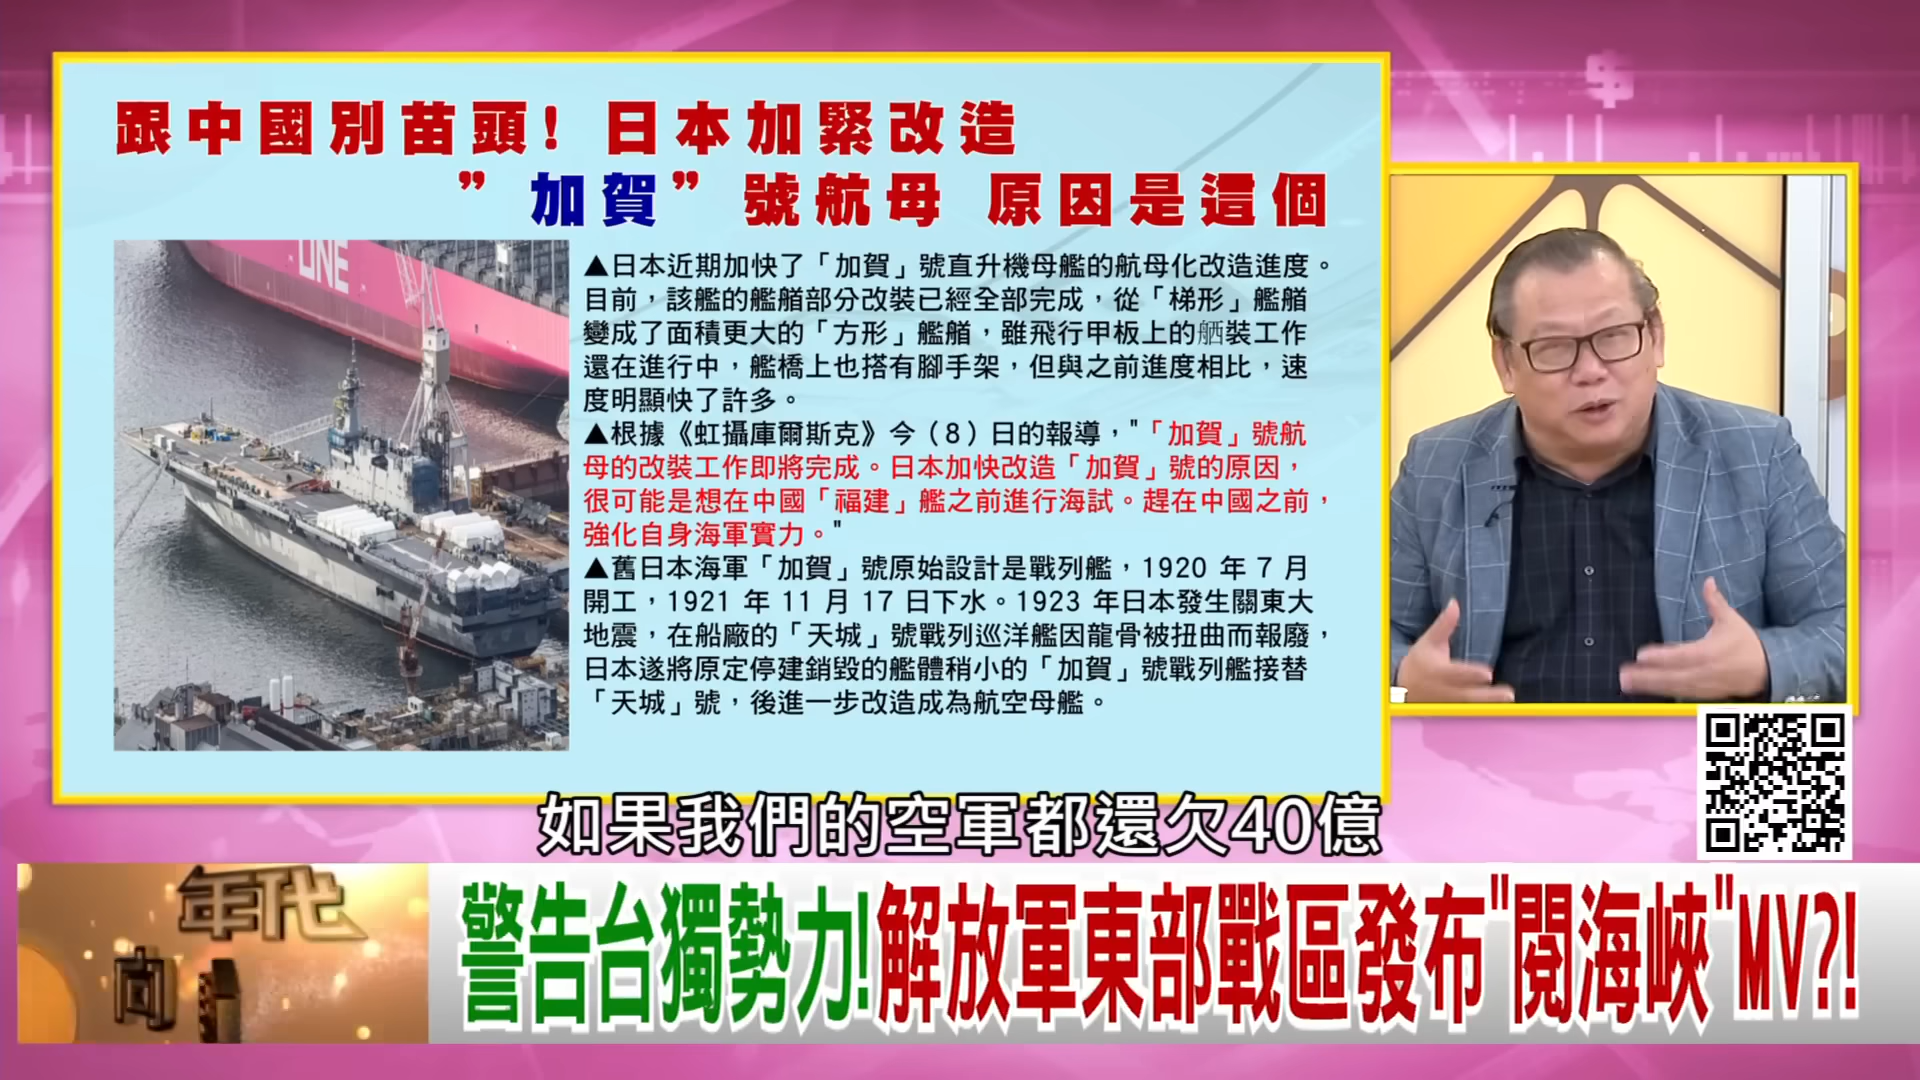 跟中國別苗頭!日本加緊改造
”加賀”號航母 原因是這個
ONE
▲日本近期加快了「加賀」號直升機母艦的航母化改造進度。
目前，該艦的艦艏部分改裝已經全部完成，從「梯形」艦艏
變成了面積更大的「方形」艦艏，雖飛行甲板上的舾裝工作
還在進行中，艦橋上也搭有腳手架，但與之前進度相比，速
度明顯快了許多。
▲根據《虹攝庫爾斯克》今（8）日的報導，"「加賀」號航
母的改裝工作即將完成。日本加快改造「加賀」號的原因，
很可能是想在中國「福建」艦之前進行海試。趕在中國之前，
強化自身海軍實力。"
▲舊日本海軍「加賀」號原始設計是戰列艦，1920 年 7 月
開工，1921 年 11 月 17 日下水。1923 年日本發生關東大
地震，在船廠的「天城」號戰列巡洋艦因龍骨被扭曲而報廢，
日本遂將原定停建銷毀的艦體稍小的「加賀」號戰列艦接替
「天城」號，後進一步改造成為航空母艦。
如果我們的空軍都還欠40億
年代
向
警告台獨勢力!解放軍東部戰區發布"閱海峽"MV?!